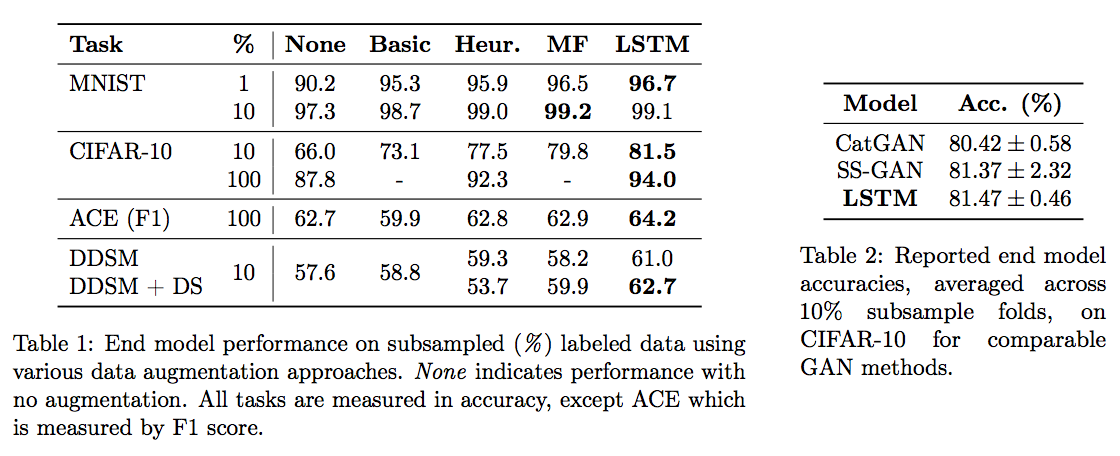 Task % None Basic Heur. MF LSTM
MNIST 1 90.2 95.3 95.9 96.5 96.7
10 97.3 98.7 99.0 99.2 99.1
CIFAR-10 10 66.0 73.1 77.5 79.8 81.5
100 87.8 - 92.3 - 94.0
ACE (F1) 100 62.7 59.9 62.8 62.9 64.2
DDSM 59.3 58.2 61.0
10 57.6 58.8
DDSM + DS 53.7 59.9 62.7
Table 1: End model performance on subsampled (%) labeled data using
various data augmentation approaches. None indicates performance with
no augmentation. All tasks are measured in accuracy, except ACE which
is measured by F1 score.
Model Acc. (%)
CatGAN 80.42 ± 0.58
SS-GAN 81.37 ± 2.32
LSTM 81.47 ± 0.46
Table 2: Reported end model
accuracies, averaged across
10% subsample folds, on
CIFAR-10 for comparable
GAN methods.